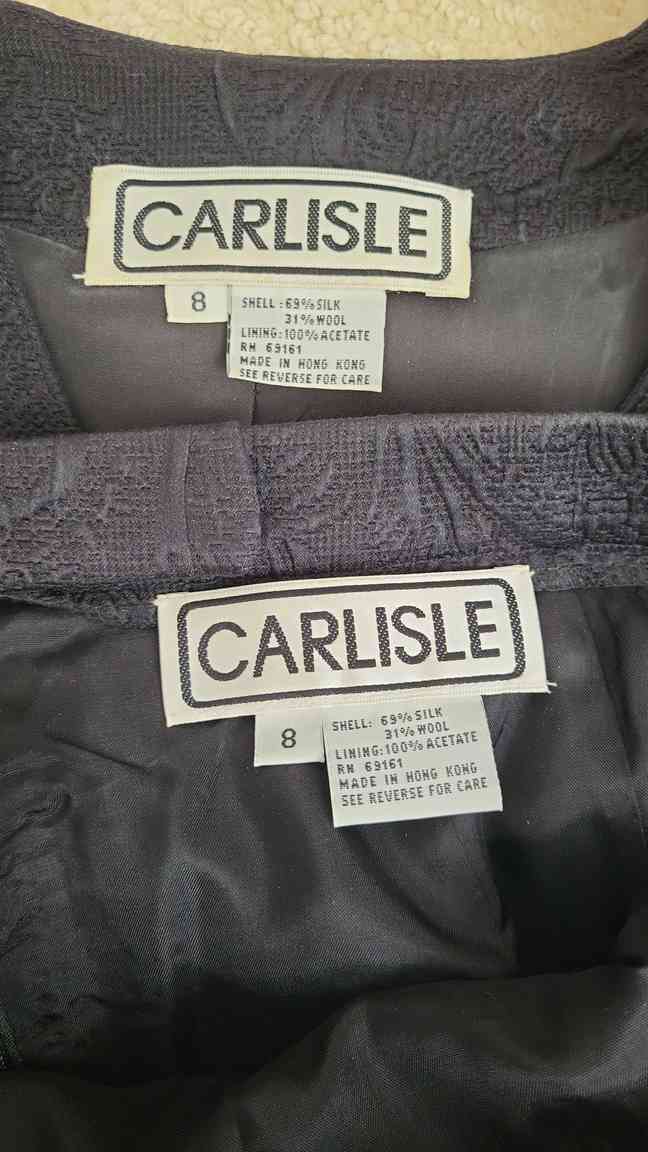 CARLISLE
8
SHELL: 69% SILK
31% WOOL
LINING: 100% ACETATE
RN 69161
MADE IN HONG KONG
SEE REVERSE FOR CARE
CARLISLE
8
SHELL: 69% SILK
31% WOOL
LINING: 100% ACETATE
RN 69161
MADE IN HONG KONG
SEE REVERSE FOR CARE